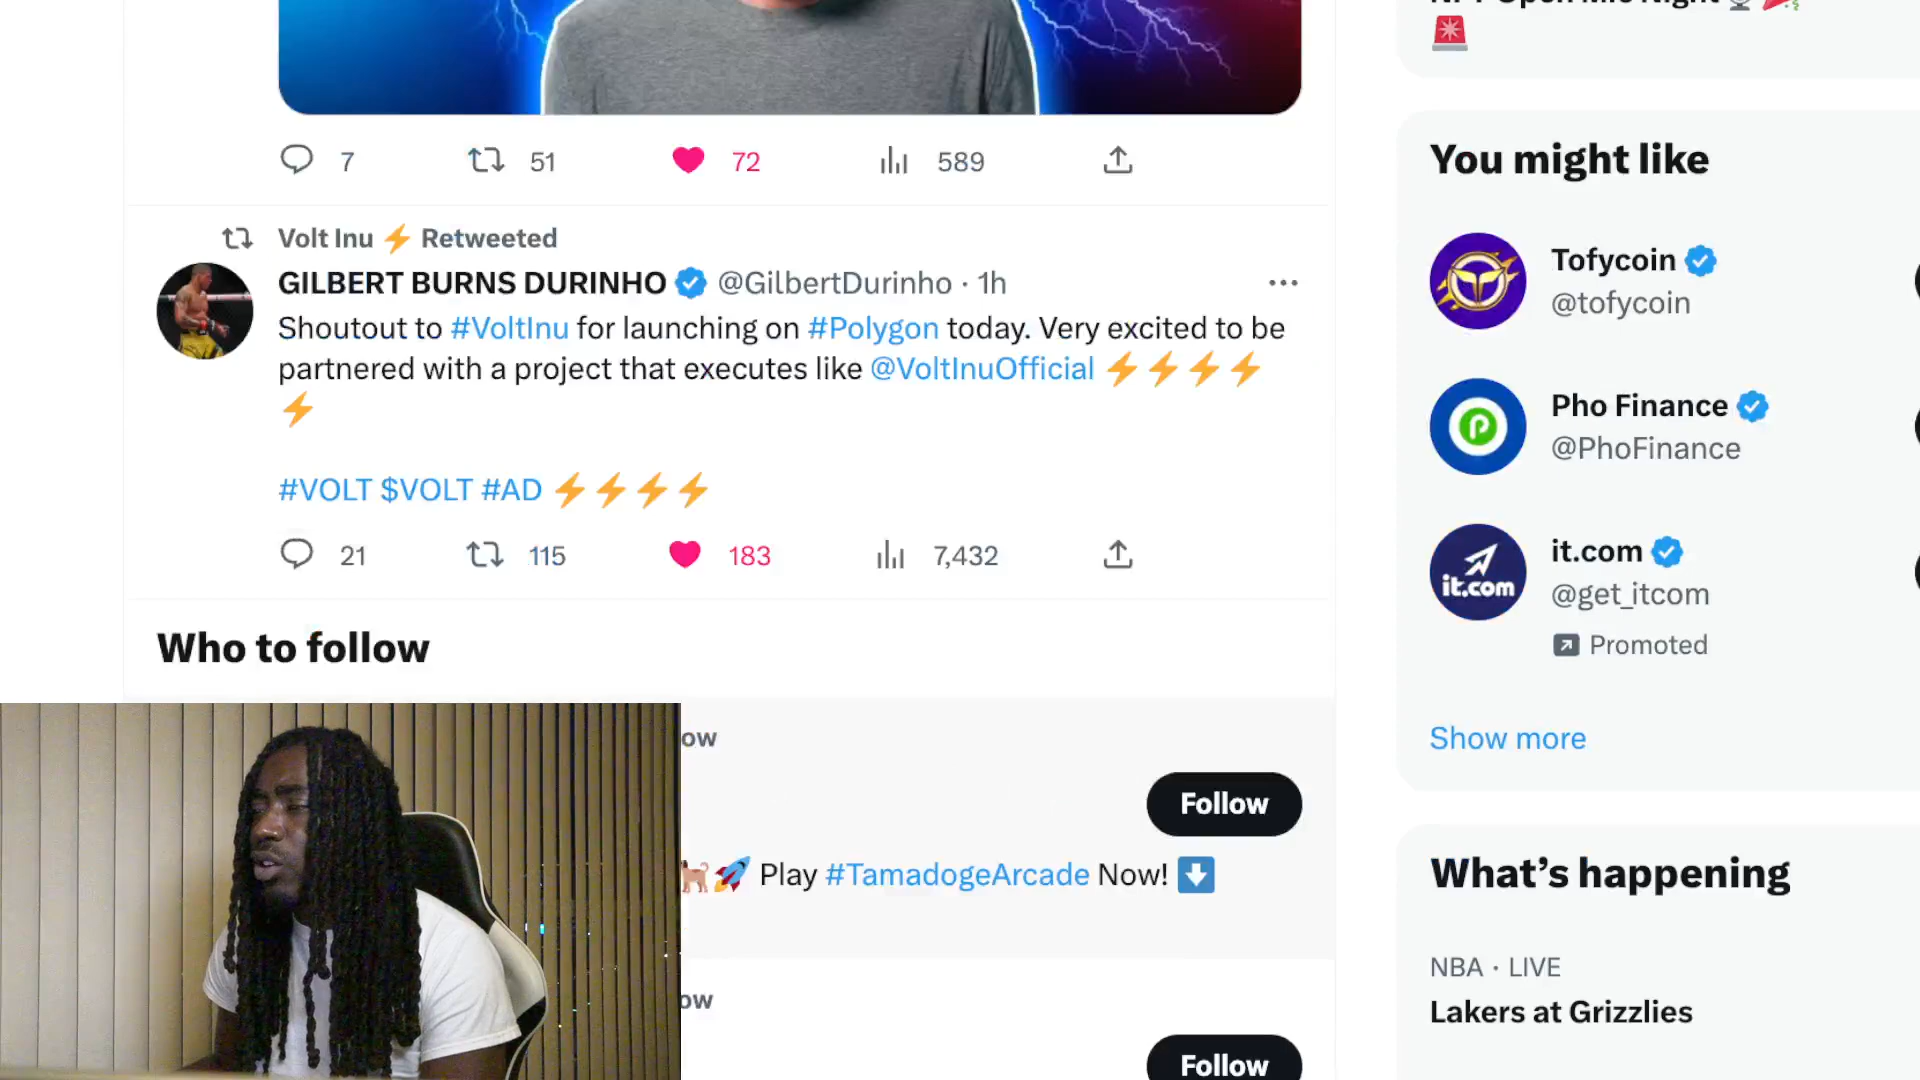 7 51 72 589
Volt Inu ⚡ Retweeted
GILBERT BURNS DURINHO @GilbertDurinho · 1h
Shoutout to #VoltInu for launching on #Polygon today. Very excited to be
partnered with a project that executes like @VoltInuOfficial ⚡⚡⚡⚡
⚡
#VOLT $VOLT #AD ⚡⚡⚡⚡
21 115 183 7,432
Who to follow
ow
Follow
🐕🚀 Play #TamadogeArcade Now! ⬇️
ow
Follow
You might like
Tofycoin
@tofycoin
Pho Finance
@PhoFinance
it.com
it.com
@get_itcom
Promoted
Show more
What's happening
NBA · LIVE
Lakers at Grizzlies